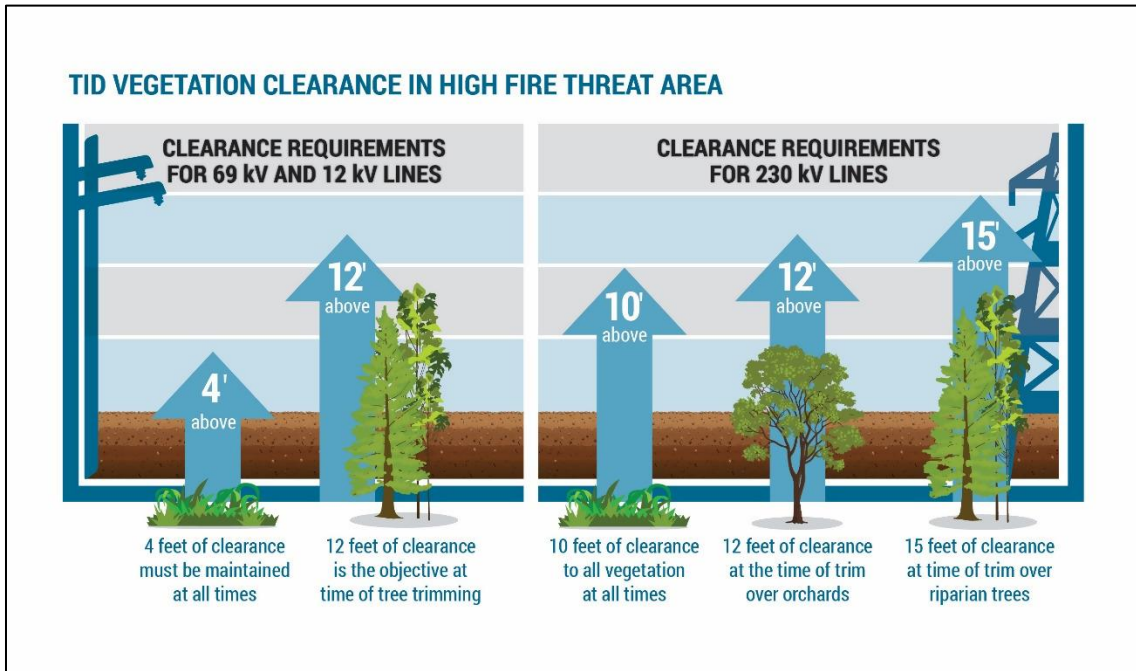 TID VEGETATION CLEARANCE IN HIGH FIRE THREAT AREA
CLEARANCE REQUIREMENTS
FOR 69 kV AND 12 kV LINES
4'
above
12'
above
4 feet of clearance
must be maintained
at all times
12 feet of clearance
is the objective at
time of tree trimming
CLEARANCE REQUIREMENTS
FOR 230 kV LINES
10'
above
12'
above
15'
above
10 feet of clearance
to all vegetation
at all times
12 feet of clearance
at the time of trim
over orchards
15 feet of clearance
at time of trim over
riparian trees